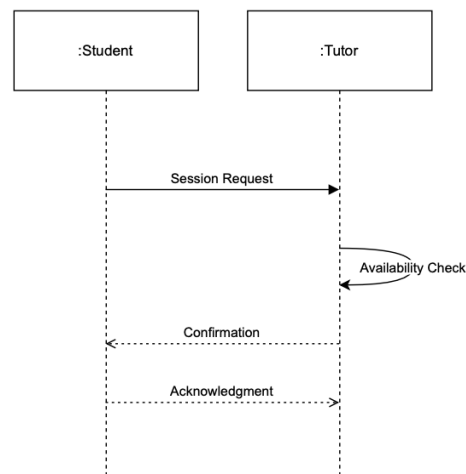 :Student
:Tutor
Session Request
Availability Check
Confirmation
Acknowledgment